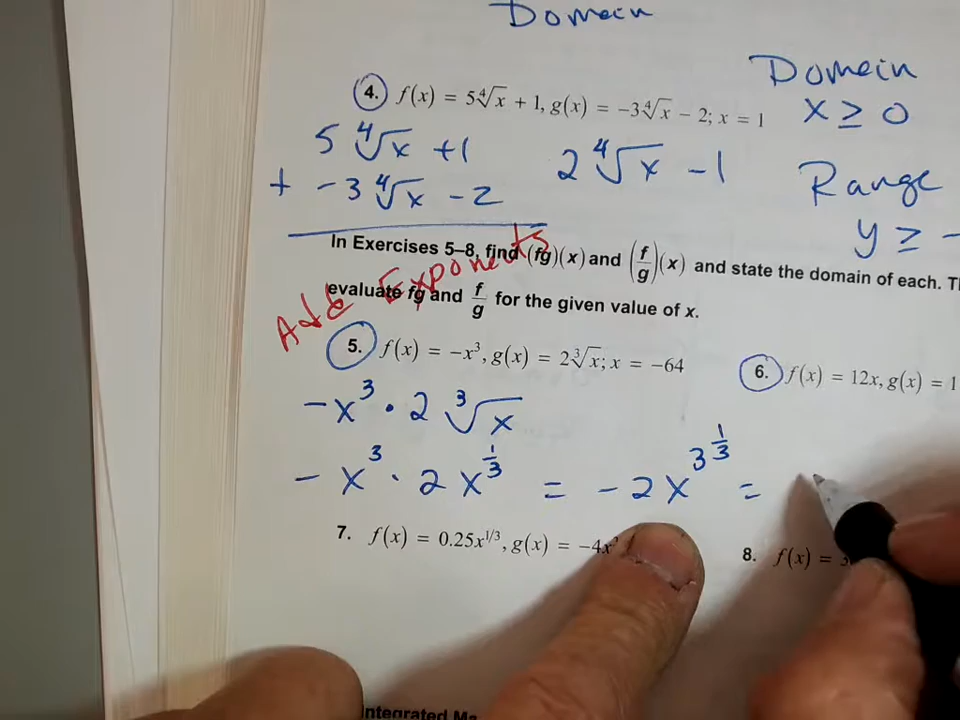 Domain
Domain
4. f(x) = 5∜x + 1, g(x) = −3∜x − 2; x = 1
x ≥ 0
5 ∜x +1
2 ∜x −1
+ −3 ∜x −2
Range
y ≥ −
In Exercises 5–8, find (fg)(x) and (f/g)(x) and state the domain of each. T
Add Exponents
evaluate fg and f/g for the given value of x.
5. f(x) = −x³, g(x) = 2∛x; x = −64
6. f(x) = 12x, g(x) = 1
−x³ · 2 ∛x
− x³ · 2x^(1/3) = −2x^(3 1/3) =
7. f(x) = 0.25x^(1/3), g(x) = −4x
8. f(x) = 3
Integrated Ma